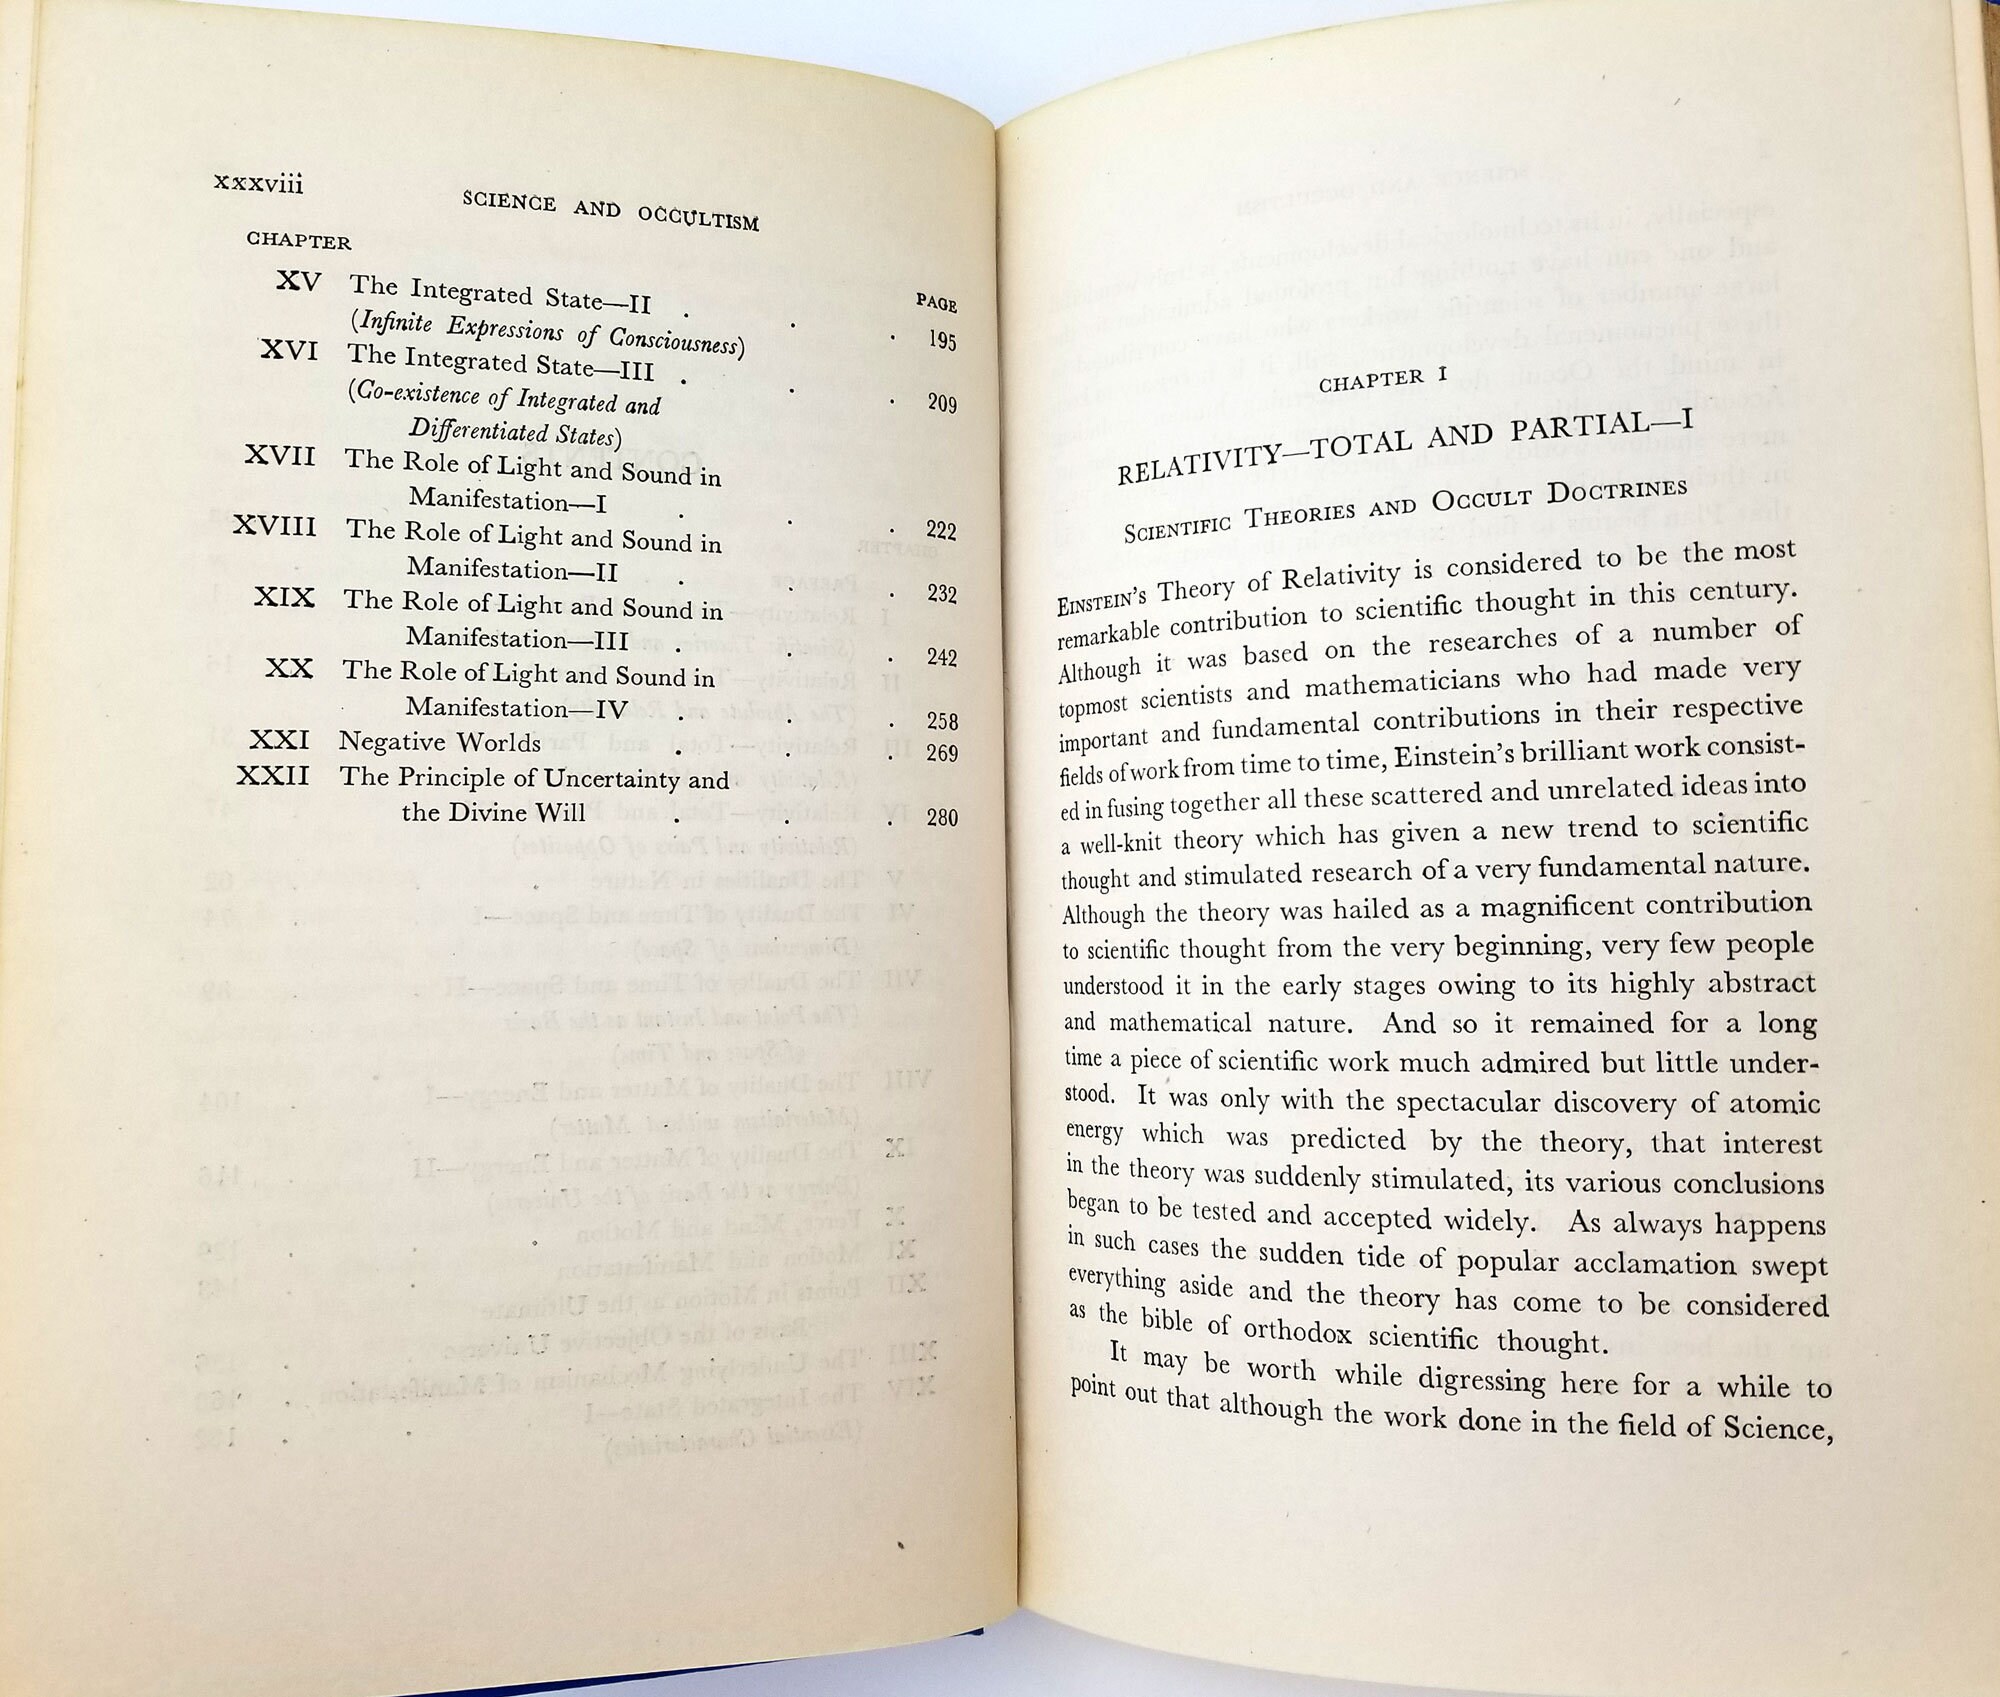 xxxviii
SCIENCE AND OCCULTISM
CHAPTER
PAGE
XV The Integrated State—II . . . 195
(Infinite Expressions of Consciousness)
XVI The Integrated State—III . . . 209
(Co-existence of Integrated and
Differentiated States)
XVII The Role of Light and Sound in
Manifestation—I . . . 222
XVIII The Role of Light and Sound in
Manifestation—II . . . 232
XIX The Role of Light and Sound in
Manifestation—III . . . 242
XX The Role of Light and Sound in
Manifestation—IV . . . 258
XXI Negative Worlds . . . 269
XXII The Principle of Uncertainty and
the Divine Will . . . 280
CHAPTER I
RELATIVITY—TOTAL AND PARTIAL—I
SCIENTIFIC THEORIES AND OCCULT DOCTRINES
EINSTEIN'S Theory of Relativity is considered to be the most
remarkable contribution to scientific thought in this century.
Although it was based on the researches of a number of
topmost scientists and mathematicians who had made very
important and fundamental contributions in their respective
fields of work from time to time, Einstein's brilliant work consist-
ed in fusing together all these scattered and unrelated ideas into
a well-knit theory which has given a new trend to scientific
thought and stimulated research of a very fundamental nature.
Although the theory was hailed as a magnificent contribution
to scientific thought from the very beginning, very few people
understood it in the early stages owing to its highly abstract
and mathematical nature. And so it remained for a long
time a piece of scientific work much admired but little under-
stood. It was only with the spectacular discovery of atomic
energy which was predicted by the theory, that interest
in the theory was suddenly stimulated, its various conclusions
began to be tested and accepted widely. As always happens
in such cases the sudden tide of popular acclamation swept
everything aside and the theory has come to be considered
as the bible of orthodox scientific thought.
It may be worth while digressing here for a while to
point out that although the work done in the field of Science,